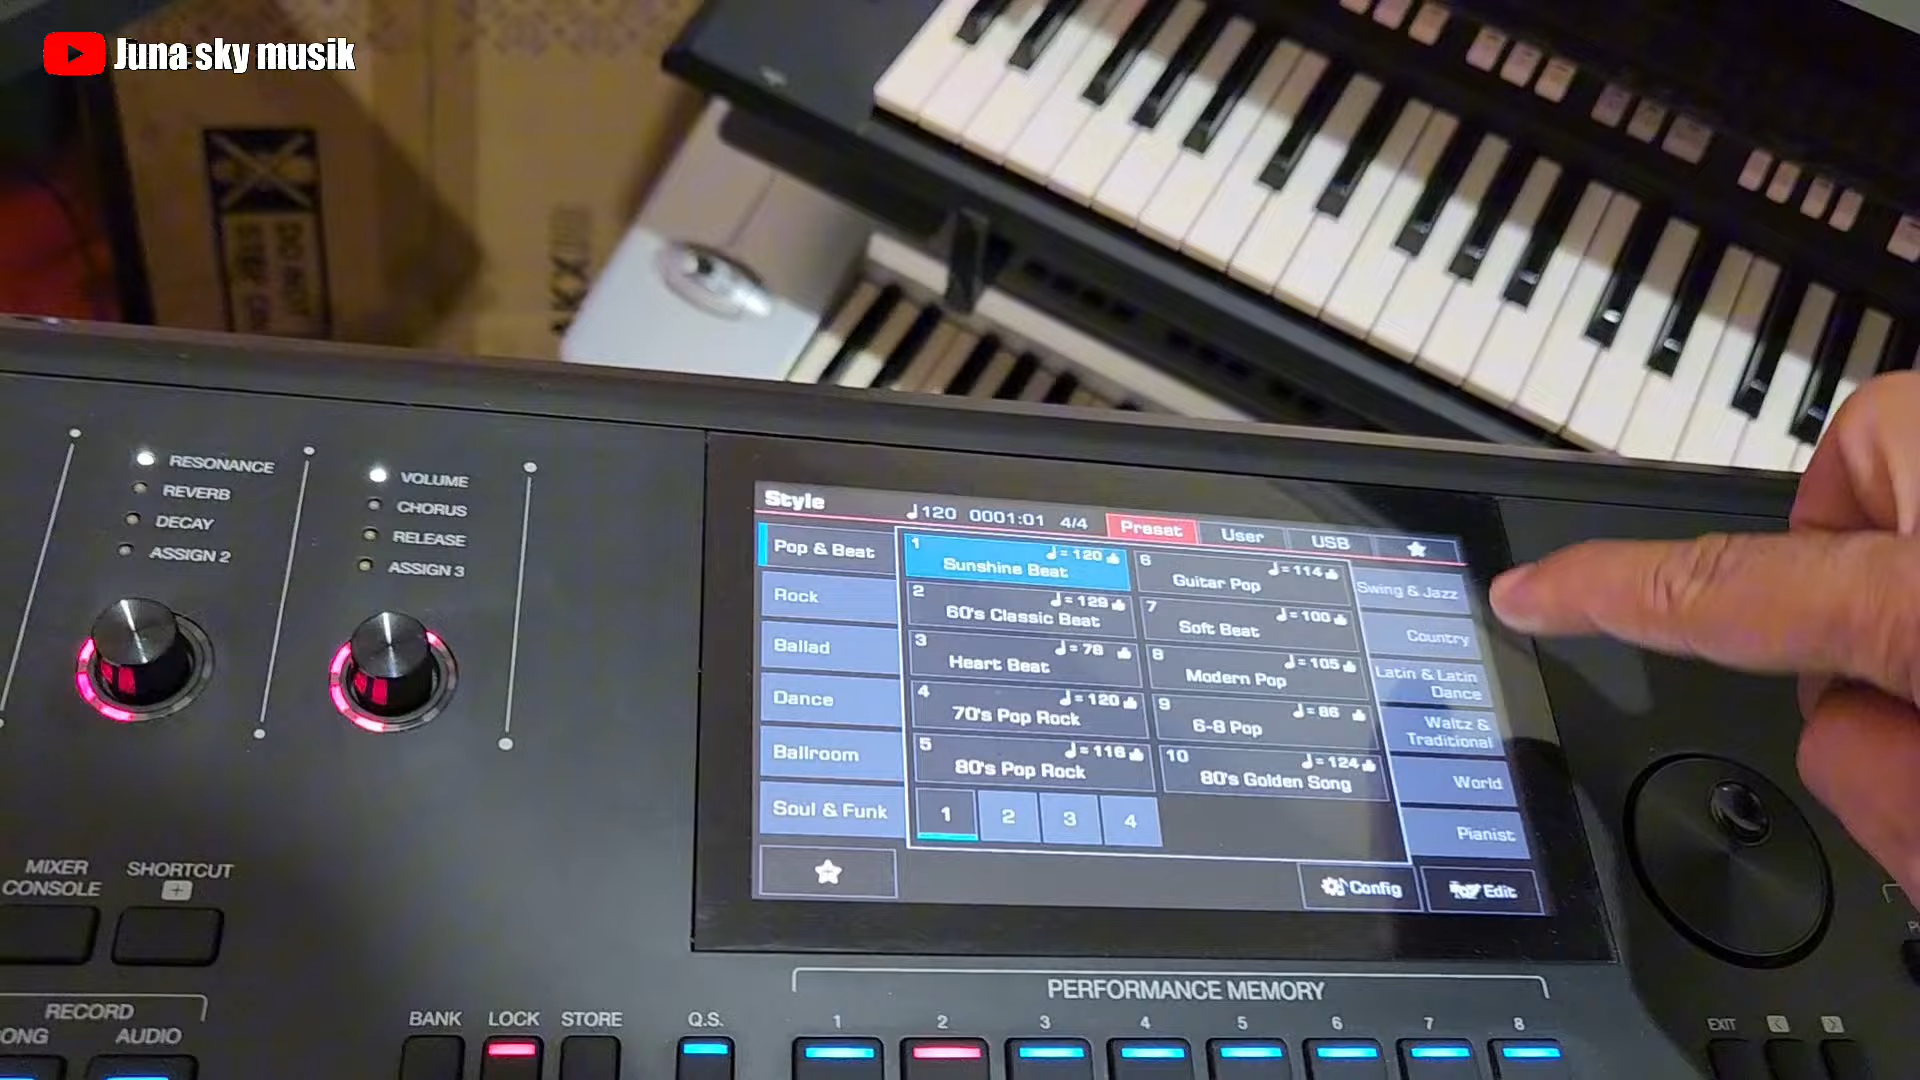 Juna sky musik
DO NOT
STEP ON
RESONANCE
REVERB
DECAY
ASSIGN 2
VOLUME
CHORUS
RELEASE
ASSIGN 3
MIXER
CONSOLE
SHORTCUT
RECORD
AUDIO
BANK
LOCK
STORE
Q.S.
Style
120 0001:01 4/4
Preset
User
USB
Pop & Beat
Rock
Ballad
Dance
Ballroom
Soul & Funk
1 = 120
Sunshine Beat
2 = 129
60's Classic Beat
3 = 78
Heart Beat
4 = 120
70's Pop Rock
5 = 116
80's Pop Rock
6 = 114
Guitar Pop
7 = 100
Soft Beat
8 = 105
Modern Pop
9 = 86
6-8 Pop
10 = 124
80's Golden Song
1 2 3 4
Swing & Jazz
Country
Latin & Latin
Dance
Waltz &
Traditional
World
Pianist
Config
Edit
PERFORMANCE MEMORY
1 2 3 4 5 6 7 8
EXIT